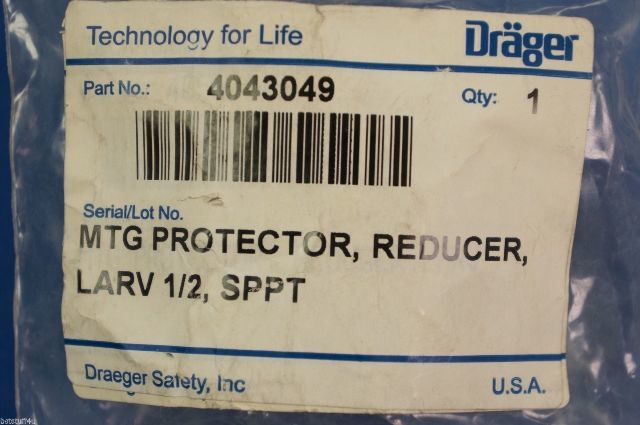 Technology for Life
Dräger
Part No.: 4043049 Qty: 1
Serial/Lot No.
MTG PROTECTOR, REDUCER,
LARV 1/2, SPPT
Draeger Safety, Inc U.S.A.
botstuff4u